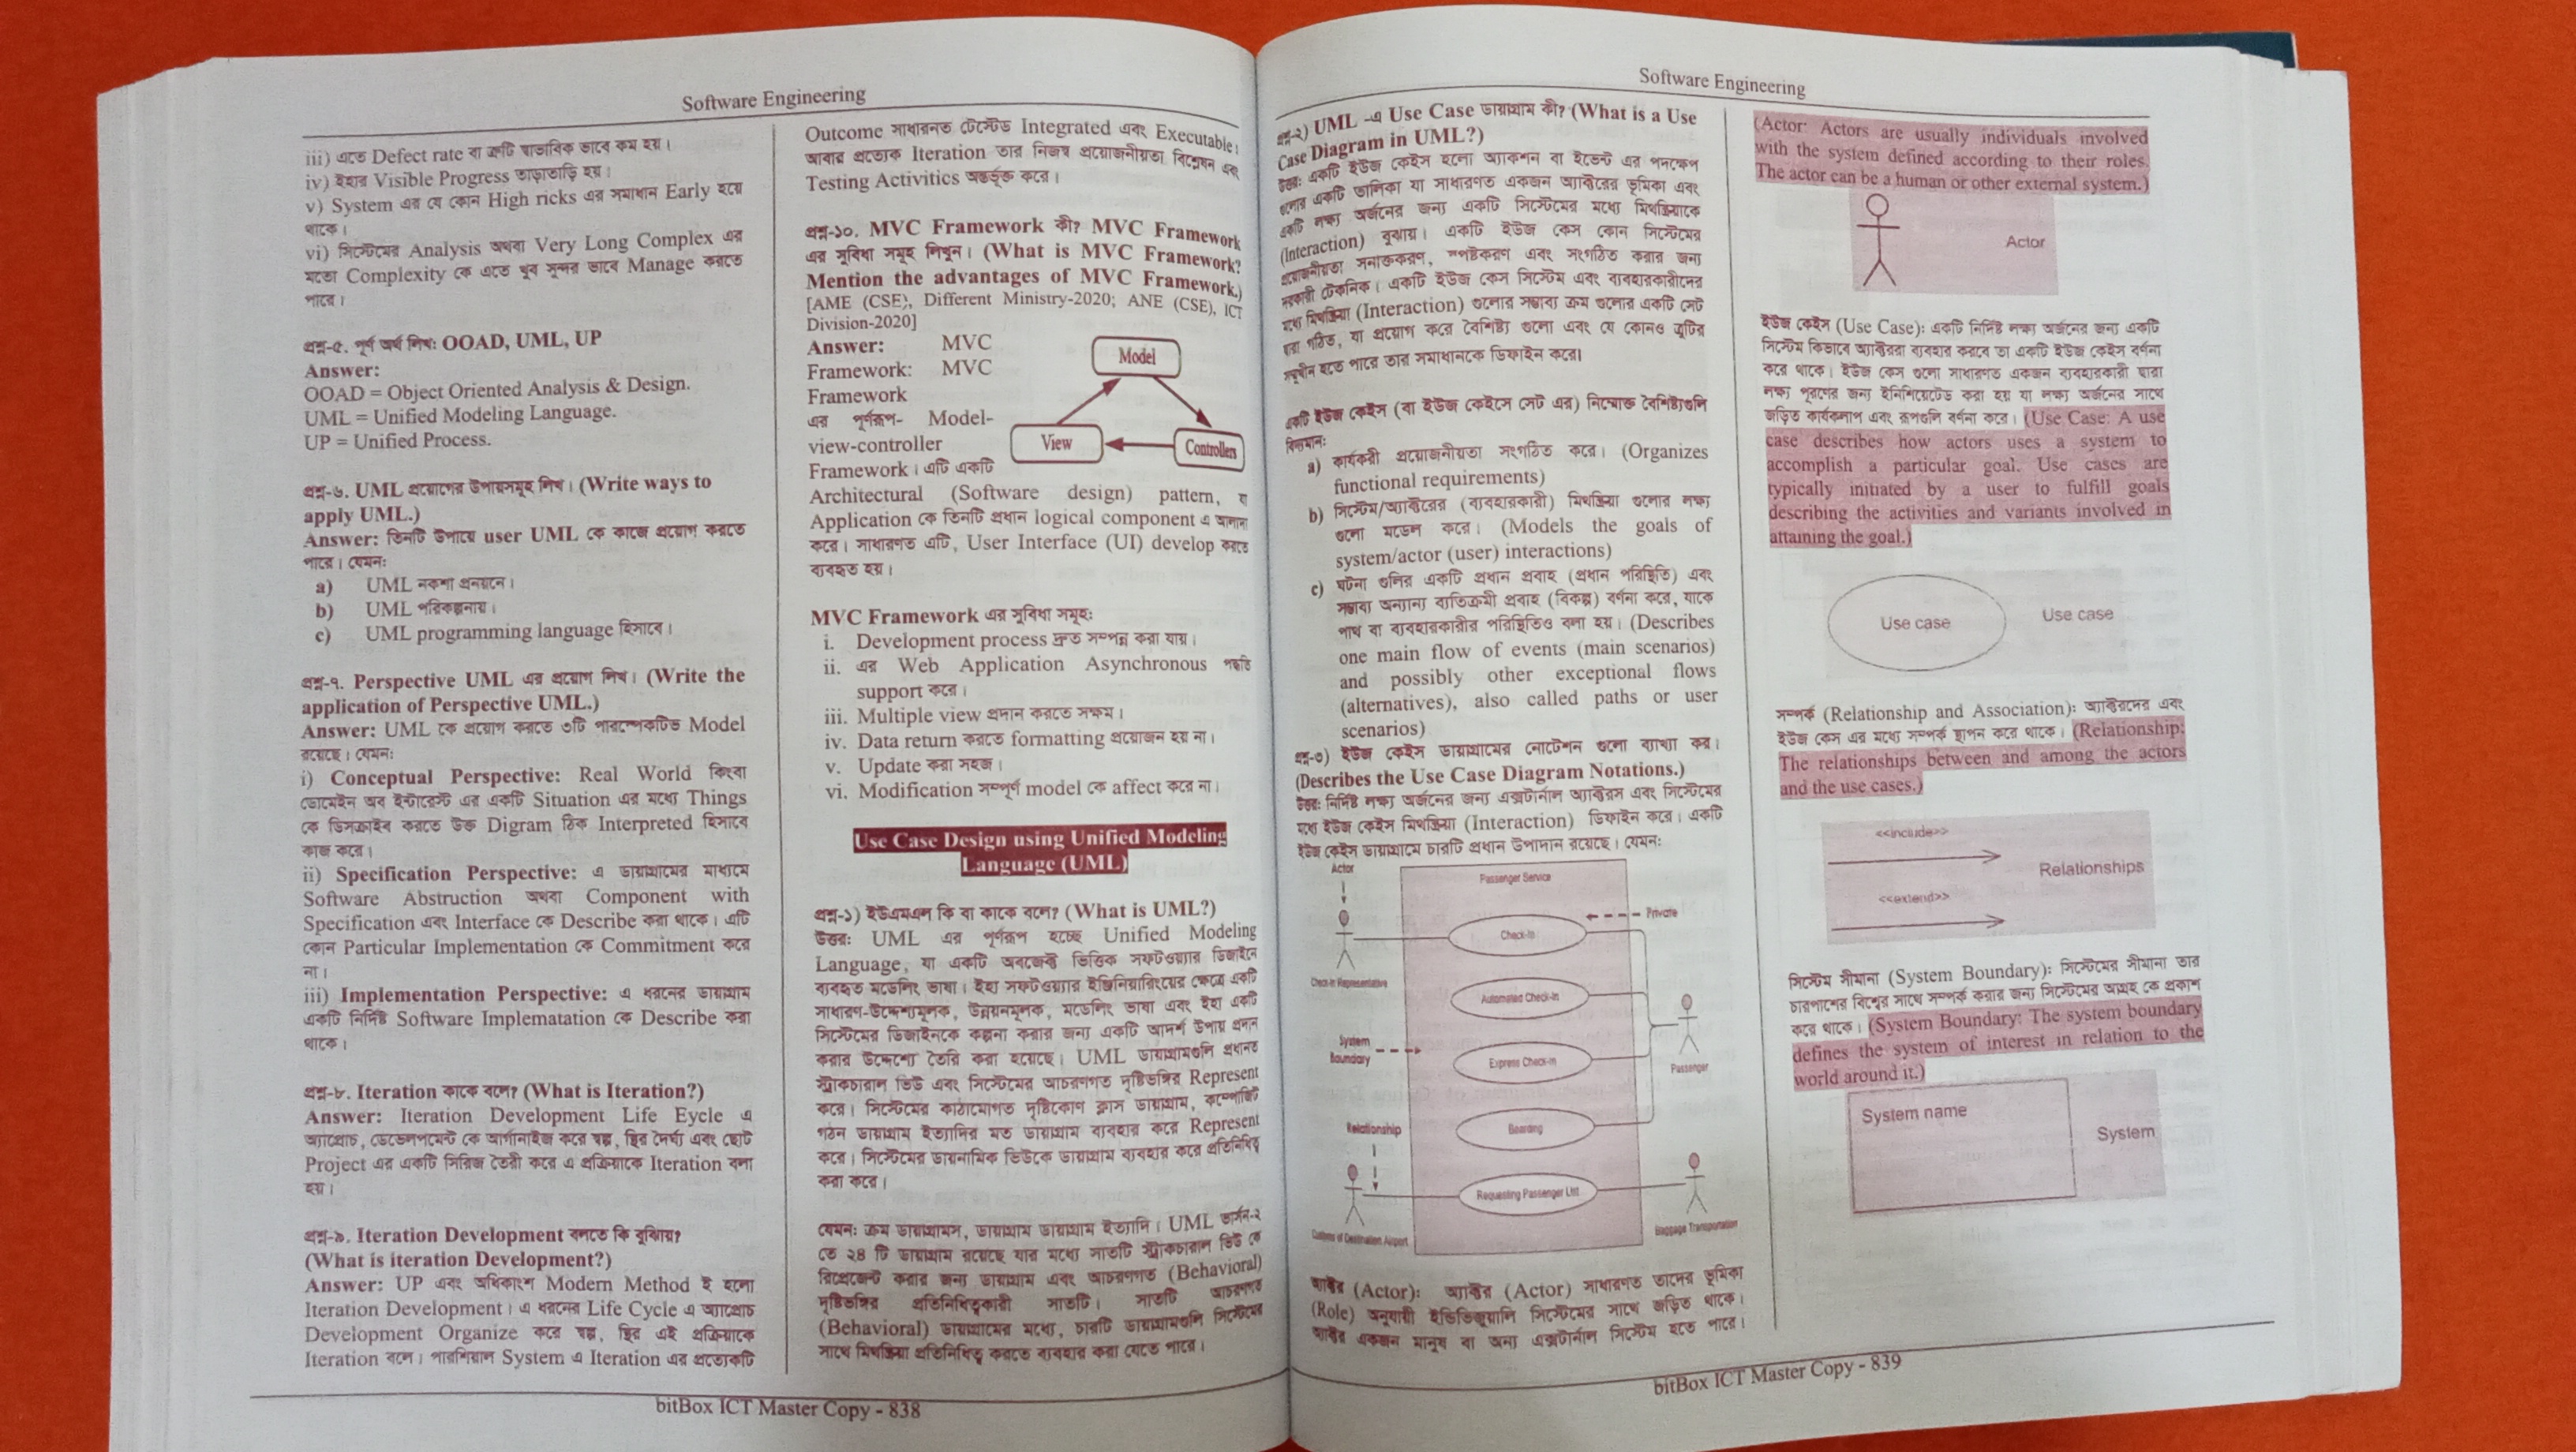 Software Engineering
iii) এতে Defect rate বা ত্রুটি স্বাভাবিক ভাবে কম হয়।
iv) ইহার Visible Progress তাড়াতাড়ি হয়।
v) System এর যে কোন High ricks এর সমাধান Early হয়ে
থাকে।
vi) সিস্টেমের Analysis অথবা Very Long Complex এর
মতো Complexity কে এতে খুব সুন্দর ভাবে Manage করতে
পারে।
প্রশ্ন-৫. পূর্ণ অর্থ লিখ: OOAD, UML, UP
Answer:
OOAD = Object Oriented Analysis & Design.
UML = Unified Modeling Language.
UP = Unified Process.
প্রশ্ন-৬. UML প্রয়োগের উপায়সমূহ লিখ। (Write ways to
apply UML.)
Answer: তিনটি উপায়ে user UML কে কাজে প্রয়োগ করতে
পারে। যেমন:
a) UML নকশা প্রনয়নে।
b) UML পরিকল্পনায়।
c) UML programming language হিসাবে।
প্রশ্ন-৭. Perspective UML এর প্রয়োগ লিখ। (Write the
application of Perspective UML.)
Answer: UML কে প্রয়োগ করতে ৩টি পারস্পেকটিভ Model
রয়েছে। যেমন:
i) Conceptual Perspective: Real World কিংবা
ডোমেইন অব ইন্টারেস্ট এর একটি Situation এর মধ্যে Things
কে ডিসক্রাইব করতে উক্ত Digram ঠিক Interpreted হিসাবে
কাজ করে।
ii) Specification Perspective: এ ডায়াগ্রামের মাধ্যমে
Software Abstraction অথবা Component with
Specification এবং Interface কে Describe করা থাকে। এটি
কোন Particular Implementation কে Commitment করে
না।
iii) Implementation Perspective: এ ধরনের ডায়াগ্রাম
একটি নির্দিষ্ট Software Implematation কে Describe করা
থাকে।
প্রশ্ন-৮. Iteration কাকে বলে? (What is Iteration?)
Answer: Iteration Development Life Eycle এ
অ্যাপ্রোচ, ডেভেলপমেন্ট কে আর্গানাইজ করে স্বল্প, স্থির দৈর্ঘ্য এবং ছোট
Project এর একটি সিরিজ তৈরী করে এ প্রক্রিয়াকে Iteration বলা
হয়।
প্রশ্ন-৯. Iteration Development বলতে কি বুঝিায়?
(What is iteration Development?)
Answer: UP এবং অধিকাংশ Modern Method ই হলো
Iteration Development। এ ধরনের Life Cycle এ অ্যাপ্রোচ
Development Organize করে স্বল্প, স্থির এই প্রক্রিয়াকে
Iteration বলে। পারশিয়াল System এ Iteration এর প্রত্যেকটি
Outcome সাধারনত টেস্টেড Integrated এবং Executable।
আবার প্রত্যেক Iteration তার নিজস্ব প্রয়োজনীয়তা বিশ্লেষন এবং
Testing Activitics অন্তর্ভূক্ত করে।
প্রশ্ন-১০. MVC Framework কী? MVC Framework
এর সুবিধা সমূহ লিখুন। (What is MVC Framework?
Mention the advantages of MVC Framework.)
[AME (CSE), Different Ministry-2020; ANE (CSE), ICT
Division-2020]
Answer: MVC
Framework: MVC
Framework
এর পূর্ণরূপ- Model-
view-controller
Framework। এটি একটি
Model
View
Controllers
Architectural (Software design) pattern, যা
Application কে তিনটি প্রধান logical component এ আলাদা
করে। সাধারণত এটি, User Interface (UI) develop করতে
ব্যবহৃত হয়।
MVC Framework এর সুবিধা সমূহ:
i. Development process দ্রুত সম্পন্ন করা যায়।
ii. এর Web Application Asynchronous পদ্ধতি
support করে।
iii. Multiple view প্রদান করতে সক্ষম।
iv. Data return করতে formatting প্রয়োজন হয় না।
v. Update করা সহজ।
vi. Modification সম্পূর্ণ model কে affect করে না।
Use Case Design using Unified Modeling
Language (UML)
প্রশ্ন-১) ইউএমএল কি বা কাকে বলে? (What is UML?)
উত্তর: UML এর পূর্ণরূপ হচ্ছে Unified Modeling
Language, যা একটি অবজেক্ট ভিত্তিক সফটওয়্যার ডিজাইনে
ব্যবহৃত মডেলিং ভাষা। ইহা সফটওয়্যার ইঞ্জিনিয়ারিংয়ের ক্ষেত্রে একটি
সাধারণ-উদ্দেশ্যমূলক, উন্নয়নমূলক, মডেলিং ভাষা এবং ইহা একটি
সিস্টেমের ডিজাইনকে কল্পনা করার জন্য একটি আদর্শ উপায় প্রদান
করার উদ্দেশ্যে তৈরি করা হয়েছে। UML ডায়াগ্রামগুলি প্রধানত
স্ট্রাকচারাল ভিউ এবং সিস্টেমের আচরণগত দৃষ্টিভঙ্গির Represent
করে। সিস্টেমের কাঠামোগত দৃষ্টিকোণ ক্লাস ডায়াগ্রাম, কম্পোজিট
গঠন ডায়াগ্রাম ইত্যাদির মত ডায়াগ্রাম ব্যবহার করে Represent
করে। সিস্টেমের ডায়নামিক ভিউকে ডায়াগ্রাম ব্যবহার করে প্রতিনিধিত্ব
করা করে।
যেমন: ক্রম ডায়াগ্রামস, ডায়াগ্রাম ডায়াগ্রাম ইত্যাদি। UML ভার্সন-২
তে ২৪ টি ডায়াগ্রাম রয়েছে যার মধ্যে সাতটি স্ট্রাকচারাল ভিউ কে
রিপ্রেজেন্ট করার জন্য ডায়াগ্রাম এবং আচরণগত (Behavioral)
দৃষ্টিভঙ্গির প্রতিনিধিত্বকারী সাতটি। সাতটি আচরণগত
(Behavioral) ডায়াগ্রামের মধ্যে, চারটি ডায়াগ্রামগুলি সিস্টেমের
সাথে মিথস্ক্রিয়া প্রতিনিধিত্ব করতে ব্যবহার করা যেতে পারে।
bitBox ICT Master Copy - 838
Software Engineering
প্রশ্ন-২) UML -এ Use Case ডায়াগ্রাম কী? (What is a Use
Case Diagram in UML?)
উত্তর: একটি ইউজ কেইস হলো অ্যাকশন বা ইভেন্ট এর পদক্ষেপ
গুলোর একটি তালিকা যা সাধারণত একজন অ্যাক্টরের ভূমিকা এবং
একটি লক্ষ্য অর্জনের জন্য একটি সিস্টেমের মধ্যে মিথস্ক্রিয়াকে
(Interaction) বুঝায়। একটি ইউজ কেস কোন সিস্টেমের
প্রয়োজনীয়তা সনাক্তকরণ, স্পষ্টকরণ এবং সংগঠিত করার জন্য
দরকারী টেকনিক। একটি ইউজ কেস সিস্টেম এবং ব্যবহারকারীদের
মধ্যে মিথস্ক্রিয়া (Interaction) গুলোর সম্ভাব্য ক্রম গুলোর একটি সেট
দ্বারা গঠিত, যা প্রয়োগ করে বৈশিষ্ট্য গুলো এবং যে কোনও ত্রুটির
সম্মুখীন হতে পারে তার সমাধানকে ডিফাইন করে।
একটি ইউজ কেইস (বা ইউজ কেইসে সেট এর) নিম্নোক্ত বৈশিষ্ট্যগুলি
বিদ্যমান:
a) কার্যকরী প্রয়োজনীয়তা সংগঠিত করে। (Organizes
functional requirements)
b) সিস্টেম/অ্যাক্টরের (ব্যবহারকারী) মিথস্ক্রিয়া গুলোর লক্ষ্য
গুলো মডেল করে। (Models the goals of
system/actor (user) interactions)
c) ঘটনা গুলির একটি প্রধান প্রবাহ (প্রধান পরিস্থিতি) এবং
সম্ভাব্য অন্যান্য ব্যতিক্রমী প্রবাহ (বিকল্প) বর্ণনা করে, যাকে
পাথ বা ব্যবহারকারীর পরিস্থিতিও বলা হয়। (Describes
one main flow of events (main scenarios)
and possibly other exceptional flows
(alternatives), also called paths or user
scenarios)
প্রশ্ন-৩) ইউজ কেইস ডায়াগ্রামের নোটেশন গুলো ব্যাখ্যা কর।
(Describes the Use Case Diagram Notations.)
উত্তর: নির্দিষ্ট লক্ষ্য অর্জনের জন্য এক্সটার্নাল অ্যাক্টরস এবং সিস্টেমের
মধ্যে ইউজ কেইস মিথস্ক্রিয়া (Interaction) ডিফাইন করে। একটি
ইউজ কেইস ডায়াগ্রামে চারটি প্রধান উপাদান রয়েছে। যেমন:
Actor
Passenger Service
Private
Check-In
Check-in Representative
Automated Check-in
System
Boundary
Express Check-in
Passenger
Boarding
Relationship
Requesting Passenger List
Customs of Destination Airport
Baggage Transportation
অ্যাক্টর (Actor): অ্যাক্টর (Actor) সাধারণত তাদের ভূমিকা
(Role) অনুযায়ী ইন্ডিভিজুয়ালি সিস্টেমের সাথে জড়িত থাকে।
অ্যাক্টর একজন মানুষ বা অন্য এক্সটার্নাল সিস্টেম হতে পারে।
(Actor: Actors are usually individuals involved
with the system defined according to their roles.
The actor can be a human or other external system.)
Actor
ইউজ কেইস (Use Case): একটি নির্দিষ্ট লক্ষ্য অর্জনের জন্য একটি
সিস্টেম কিভাবে অ্যাক্টররা ব্যবহার করবে তা একটি ইউজ কেইস বর্ণনা
করে থাকে। ইউজ কেস গুলো সাধারণত একজন ব্যবহারকারী দ্বারা
লক্ষ্য পূরণের জন্য ইনিশিয়েটেড করা হয় যা লক্ষ্য অর্জনের সাথে
জড়িত কার্যকলাপ এবং রূপগুলি বর্ণনা করে। (Use Case: A use
case describes how actors uses a system to
accomplish a particular goal. Use cases are
typically initiated by a user to fulfill goals
describing the activities and variants involved in
attaining the goal.)
Use case
Use case
সম্পর্ক (Relationship and Association): অ্যাক্টরদের এবং
ইউজ কেস এর মধ্যে সম্পর্ক স্থাপন করে থাকে। (Relationship:
The relationships between and among the actors
and the use cases.)
<<include>>
Relationships
<<extend>>
সিস্টেম সীমানা (System Boundary): সিস্টেমের সীমানা তার
চারপাশের বিশ্বের সাথে সম্পর্ক করার জন্য সিস্টেমের আগ্রহ কে প্রকাশ
করে থাকে। (System Boundary: The system boundary
defines the system of interest in relation to the
world around it.)
System name
System
bitBox ICT Master Copy - 839